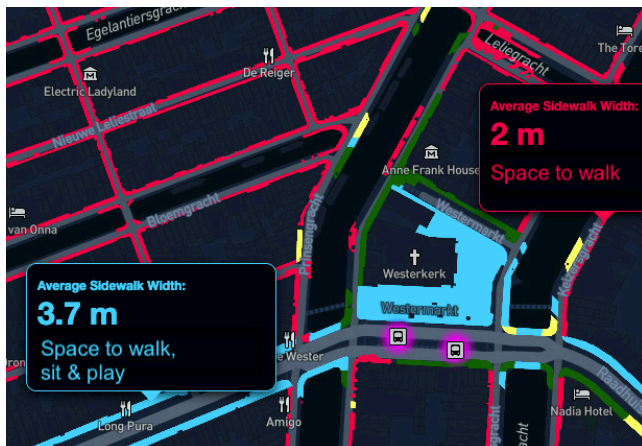 Egelantiersgracht
De Reiger
Leliegracht
The Tore
Electric Ladyland
Nieuwe Leliestraat
Average Sidewalk Width:
2 m
Space to walk
Anne Frank House
van Onna
Bloemgracht
Prinsengracht
Westermarkt
Keizersgracht
Westerkerk
Average Sidewalk Width:
3.7 m
Space to walk,
sit & play
Westermarkt
e Wester
Raadhui
Long Pura
Amigo
gracht
Nadia Hotel